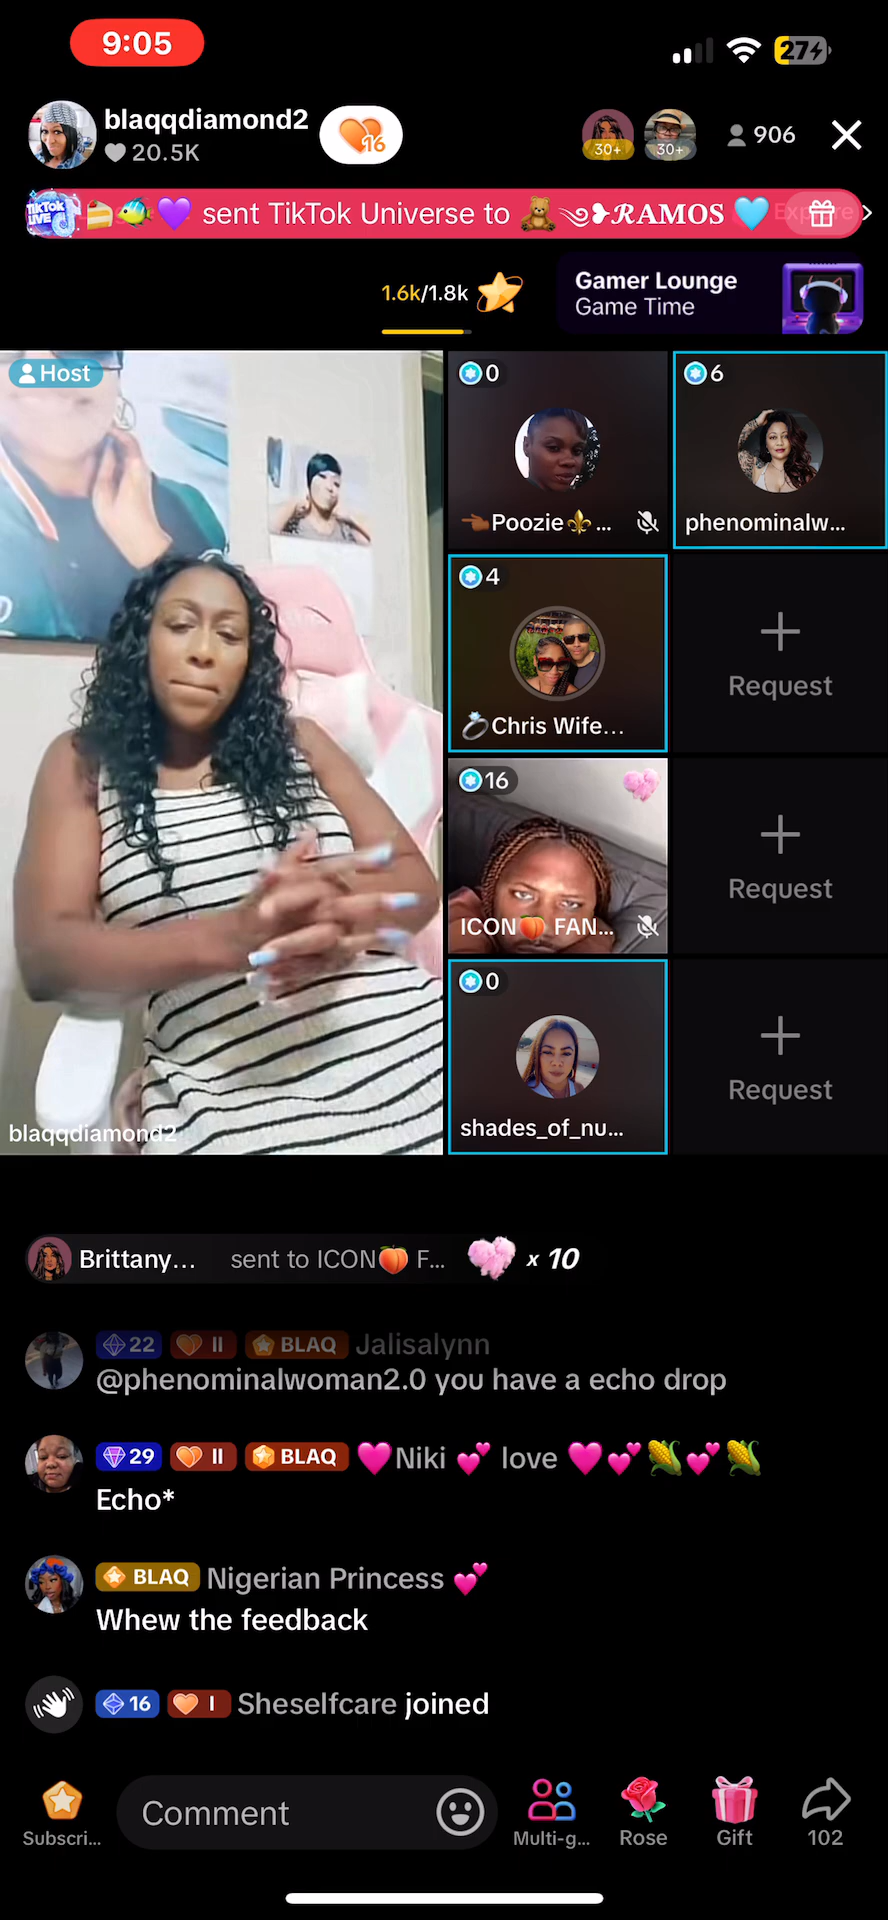 9:05
27
blaqqdiamond2
20.5K
16
30+
30+
906
TikTok LIVE
sent TikTok Universe to 🧸༄❥𝓡𝐀𝐌𝐎𝐒 🩵
1.6k/1.8k
Gamer Lounge
Game Time
Host
0
👈🏾Poozie⚜️...
6
phenominalw...
4
💍Chris Wife...
Request
16
ICON🍑 FAN...
Request
0
shades_of_nu...
Request
blaqqdiamond2
Brittany... sent to ICON🍑 F... x 10
22 II BLAQ Jalisalynn
@phenominalwoman2.0 you have a echo drop
29 II BLAQ 🩷Niki 💕 love 🩷💕🌽💕🌽
Echo*
BLAQ Nigerian Princess 💕
Whew the feedback
16 I Sheselfcare joined
Comment
Subscri...
Multi-g...
Rose
Gift
102